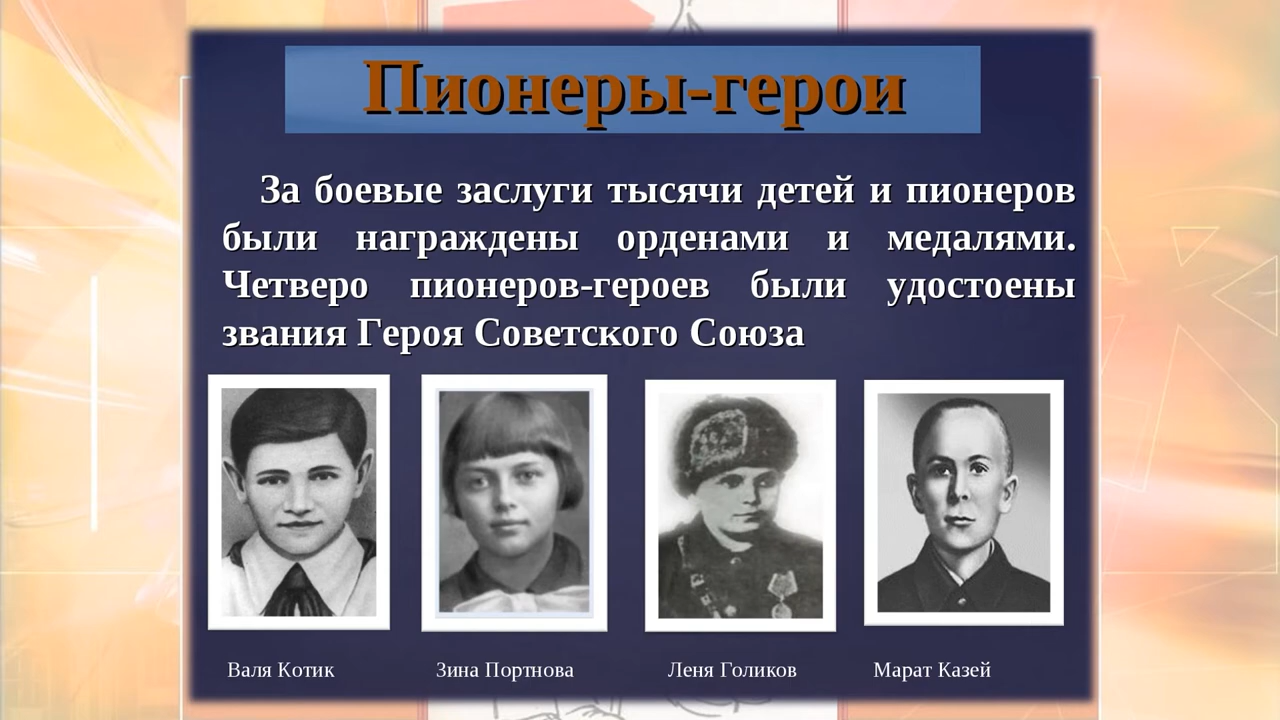 Пионеры-герои
За боевые заслуги тысячи детей и пионеров
были награждены орденами и медалями.
Четверо пионеров-героев были удостоены
звания Героя Советского Союза
Валя Котик
Зина Портнова
Леня Голиков
Марат Казей